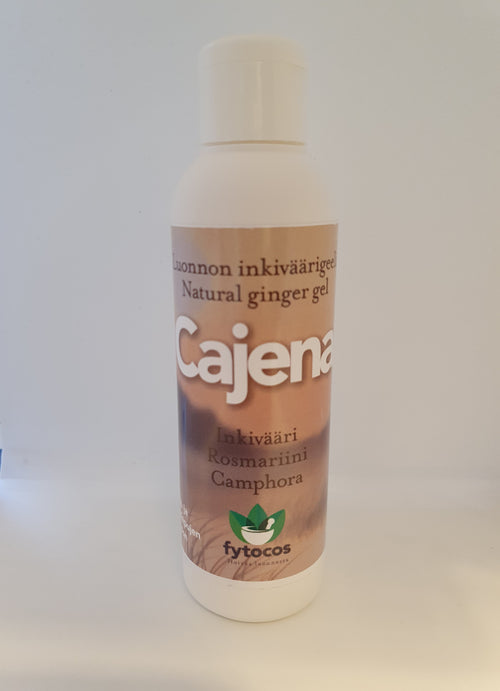 Luonnon inkiväärigeeli
Natural ginger gel
Cajena
Inkivääri
Rosmariini
Camphora
fytocos